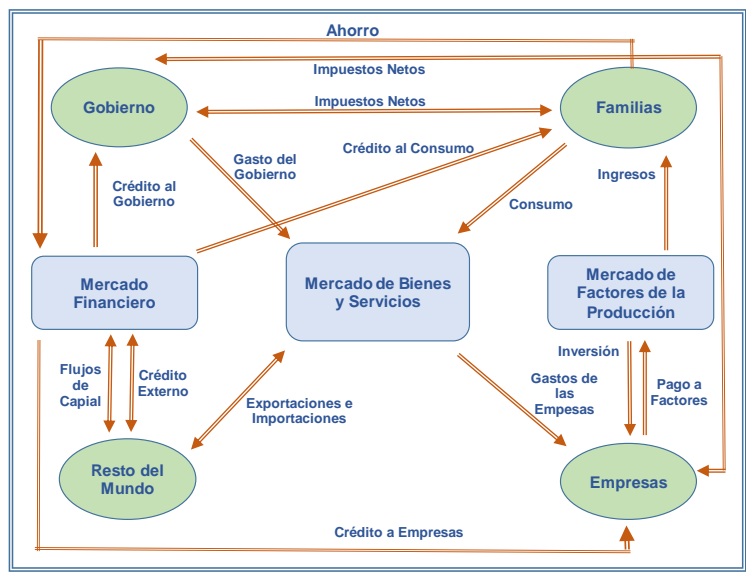 Ahorro
Impuestos Netos
Gobierno
Impuestos Netos
Familias
Crédito al Consumo
Gasto del
Gobierno
Crédito al
Gobierno
Ingresos
Consumo
Mercado
Financiero
Mercado de Bienes
y Servicios
Mercado de
Factores de la
Producción
Inversión
Flujos
de
Capial
Crédito
Externo
Gastos de
las
Empesas
Pago a
Factores
Exportaciones e
Importaciones
Resto del
Mundo
Empresas
Crédito a Empresas